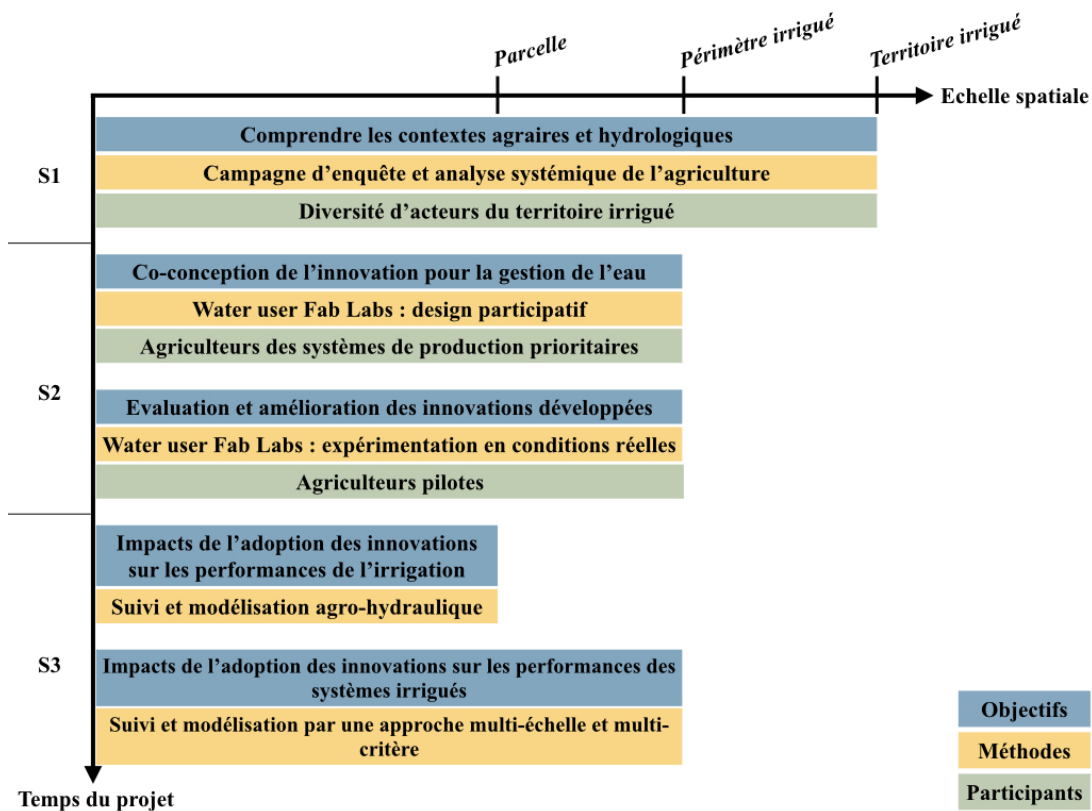 Parcelle
Périmètre irrigué
Territoire irrigué
Echelle spatiale
S1
Comprendre les contextes agraires et hydrologiques
Campagne d’enquête et analyse systémique de l’agriculture
Diversité d’acteurs du territoire irrigué
S2
Co-conception de l’innovation pour la gestion de l’eau
Water user Fab Labs : design participatif
Agriculteurs des systèmes de production prioritaires
Evaluation et amélioration des innovations développées
Water user Fab Labs : expérimentation en conditions réelles
Agriculteurs pilotes
S3
Impacts de l’adoption des innovations
sur les performances de l’irrigation
Suivi et modélisation agro-hydraulique
Impacts de l’adoption des innovations sur les performances des
systèmes irrigués
Suivi et modélisation par une approche multi-échelle et multi-
critère
Temps du projet
Objectifs
Méthodes
Participants